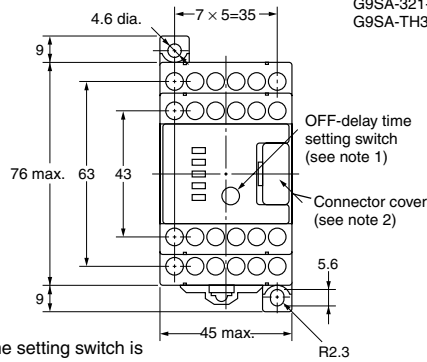 G9SA-321-
G9SA-TH3
4.6 dia.
7 × 5=35
9
OFF-delay time
setting switch
(see note 1)
76 max.
63
43
Connector cover
(see note 2)
5.6
9
45 max.
R2.3
ne setting switch is